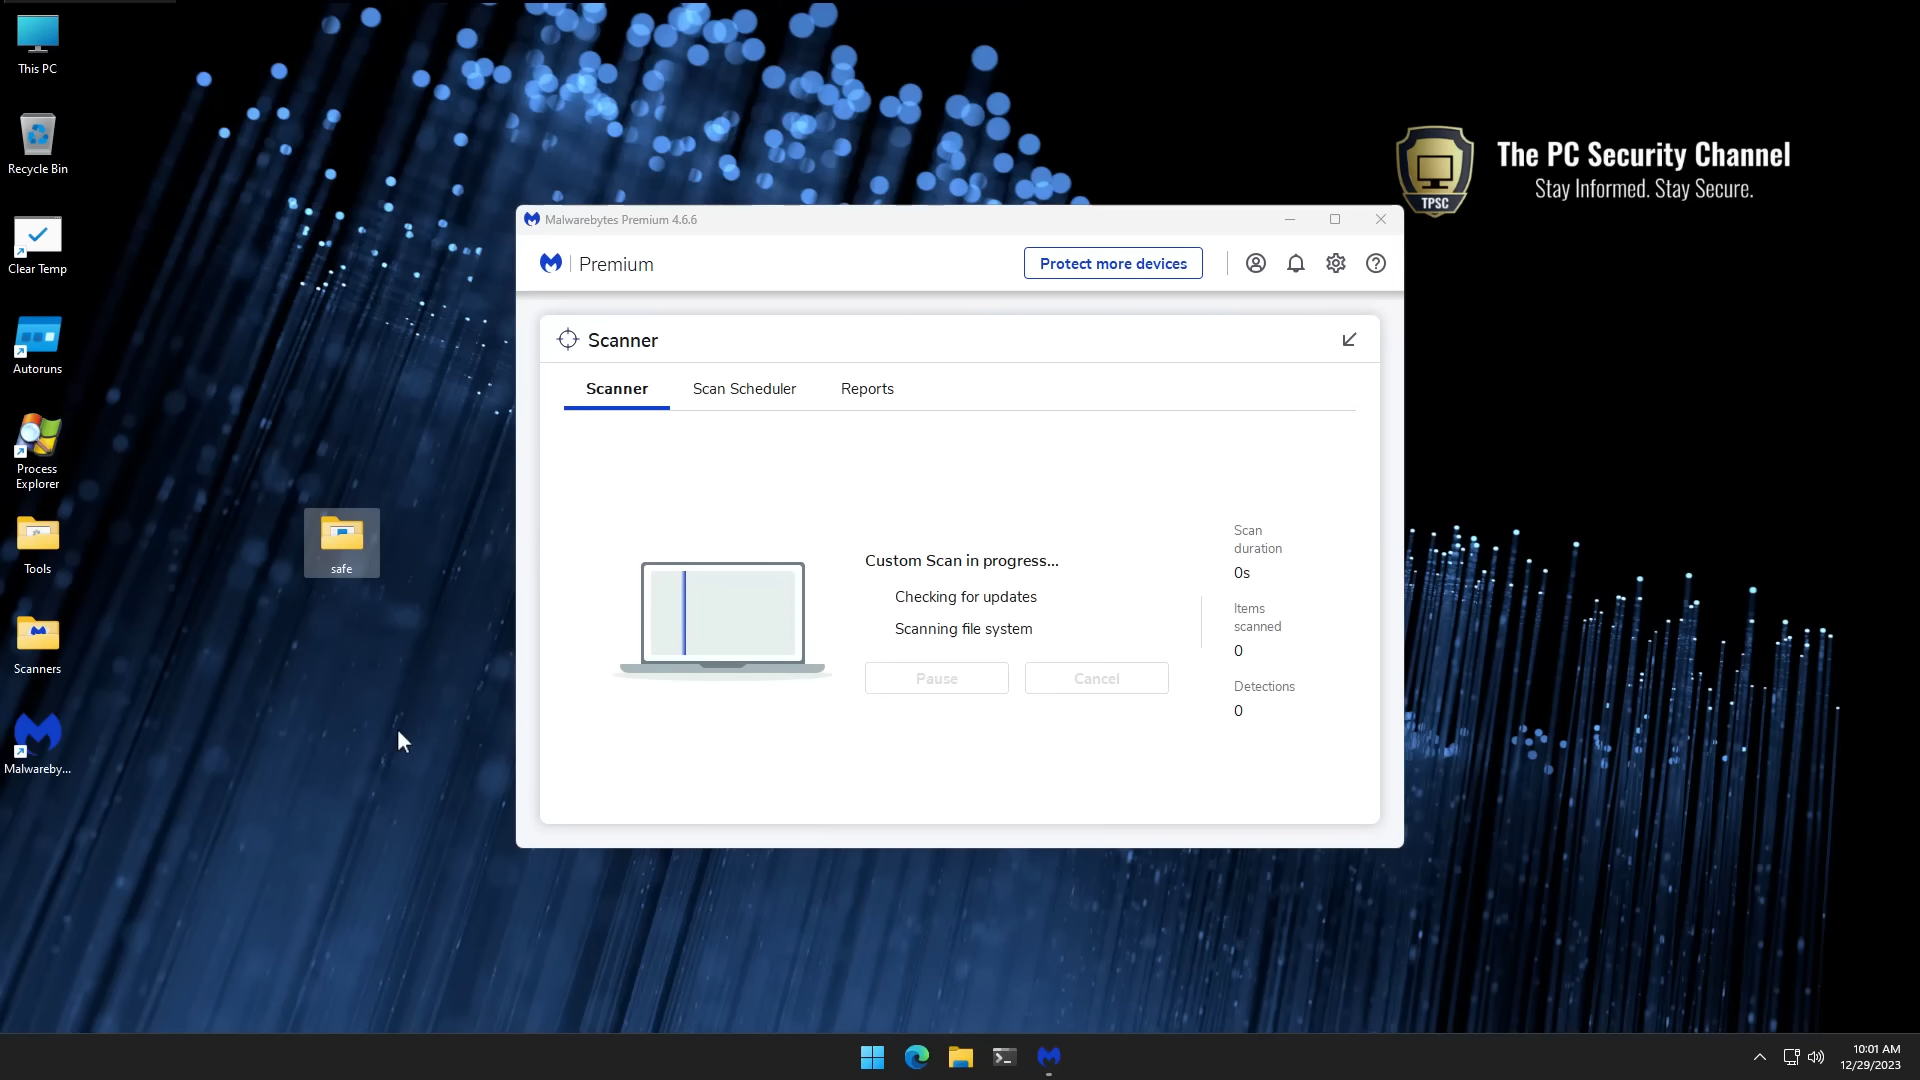 This PC
Recycle Bin
Clear Temp
Autoruns
Process
Explorer
Tools
Scanners
Malwareby...
safe
The PC Security Channel
Stay Informed. Stay Secure.
TPSC
Malwarebytes Premium 4.6.6
Premium
Protect more devices
Scanner
Scanner
Scan Scheduler
Reports
Custom Scan in progress...
Checking for updates
Scanning file system
Pause
Cancel
Scan
duration
0s
Items
scanned
0
Detections
0
10:01 AM
12/29/2023